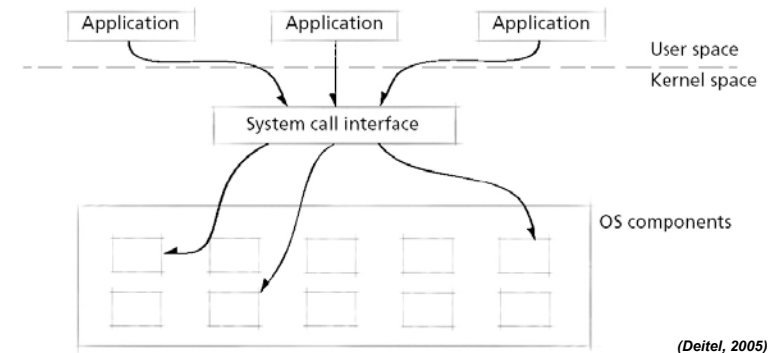 Application
Application
Application
User space
Kernel space
System call interface
OS components
(Deitel, 2005)